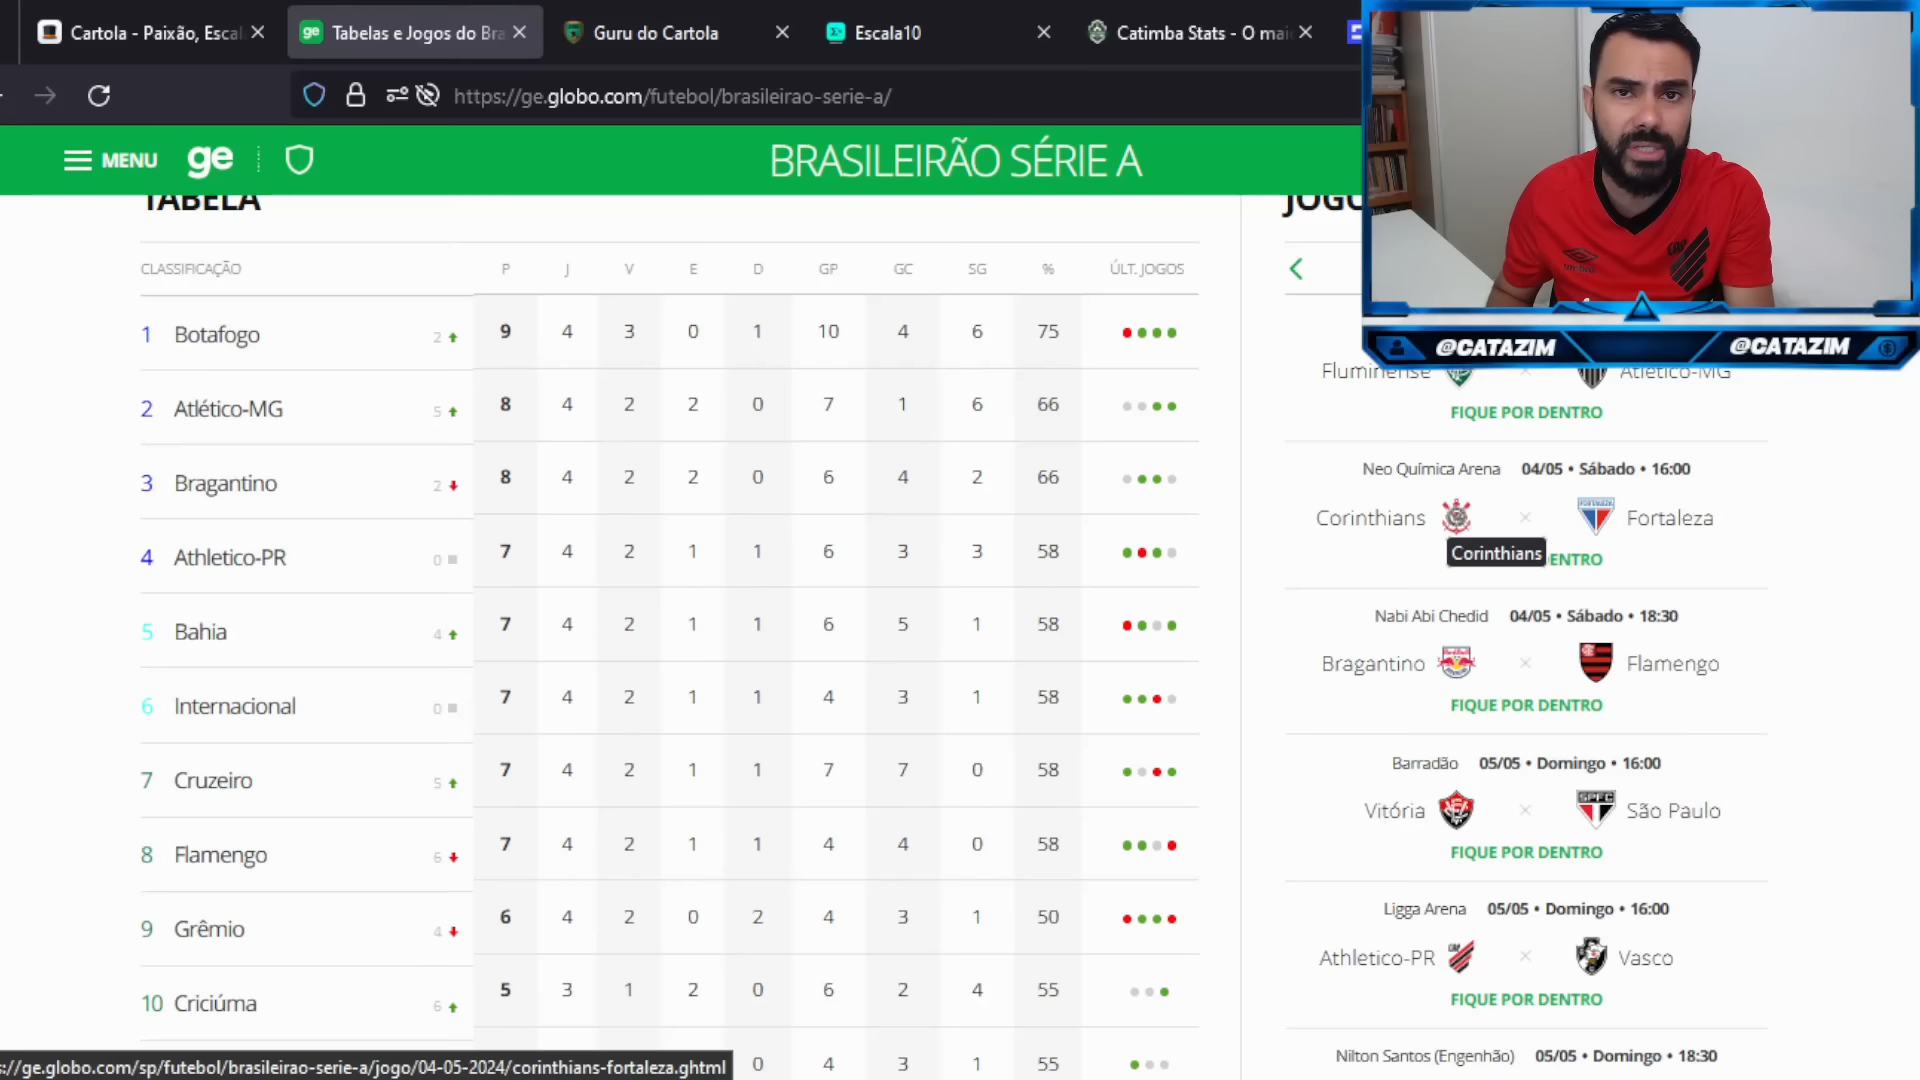 Cartola - Paixão, Escal
Tabelas e Jogos do Bra
Guru do Cartola
Escala10
Catimba Stats - O mai
https://ge.globo.com/futebol/brasileirao-serie-a/
MENU ge
BRASILEIRÃO SÉRIE A
TABELA
JOGO
CLASSIFICAÇÃO P J V E D GP GC SG % ÚLT. JOGOS
1 Botafogo 2 9 4 3 0 1 10 4 6 75
2 Atlético-MG 5 8 4 2 2 0 7 1 6 66
3 Bragantino 2 8 4 2 2 0 6 4 2 66
4 Athletico-PR 0 7 4 2 1 1 6 3 3 58
5 Bahia 4 7 4 2 1 1 6 5 1 58
6 Internacional 0 7 4 2 1 1 4 3 1 58
7 Cruzeiro 5 7 4 2 1 1 7 7 0 58
8 Flamengo 6 7 4 2 1 1 4 4 0 58
9 Grêmio 4 6 4 2 0 2 4 3 1 50
10 Criciúma 6 5 3 1 2 0 6 2 4 55
0 4 3 1 55
://ge.globo.com/sp/futebol/brasileirao-serie-a/jogo/04-05-2024/corinthians-fortaleza.ghtml
CAP
umbro
@CATAZIM
@CATAZIM
Fluminense × Atlético-MG
FIQUE POR DENTRO
Neo Química Arena 04/05 • Sábado • 16:00
Corinthians × Fortaleza
Corinthians
ENTRO
Nabi Abi Chedid 04/05 • Sábado • 18:30
Bragantino × Flamengo
FIQUE POR DENTRO
Barradão 05/05 • Domingo • 16:00
Vitória × São Paulo
SPFC
FIQUE POR DENTRO
Ligga Arena 05/05 • Domingo • 16:00
Athletico-PR × Vasco
FIQUE POR DENTRO
Nilton Santos (Engenhão) 05/05 • Domingo • 18:30